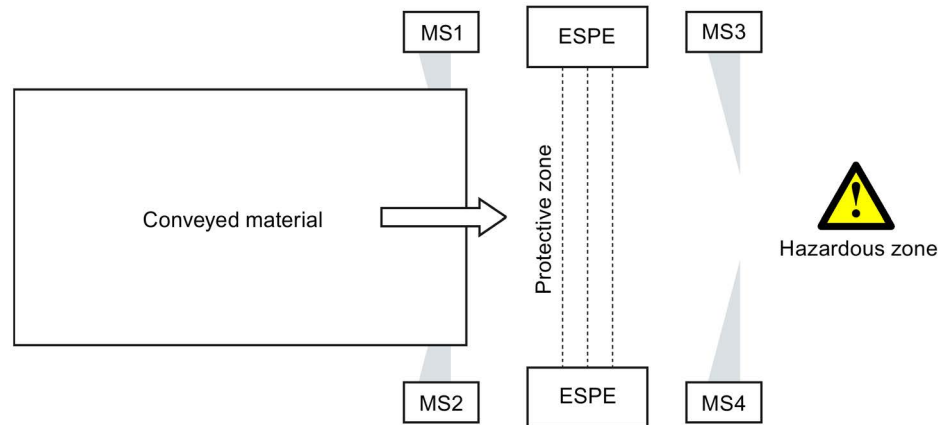 MS1
ESPE
MS3
Conveyed material
Protective zone
!
Hazardous zone
MS2
ESPE
MS4